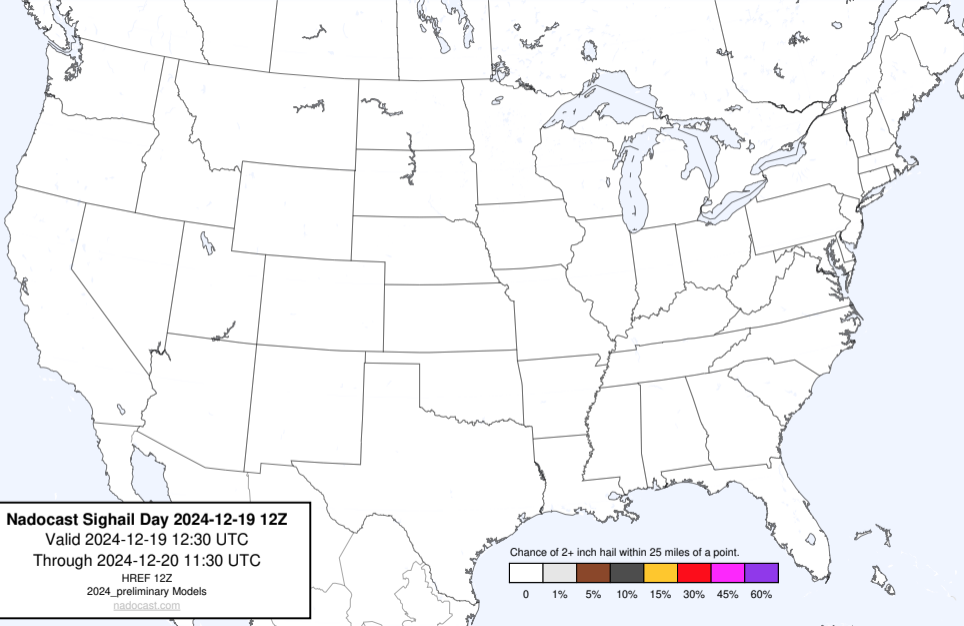 Nadocast Sighail Day 2024-12-19 12Z
Valid 2024-12-19 12:30 UTC
Through 2024-12-20 11:30 UTC
HREF 12Z
2024_preliminary Models
nadocast.com
Chance of 2+ inch hail within 25 miles of a point.
0 1% 5% 10% 15% 30% 45% 60%